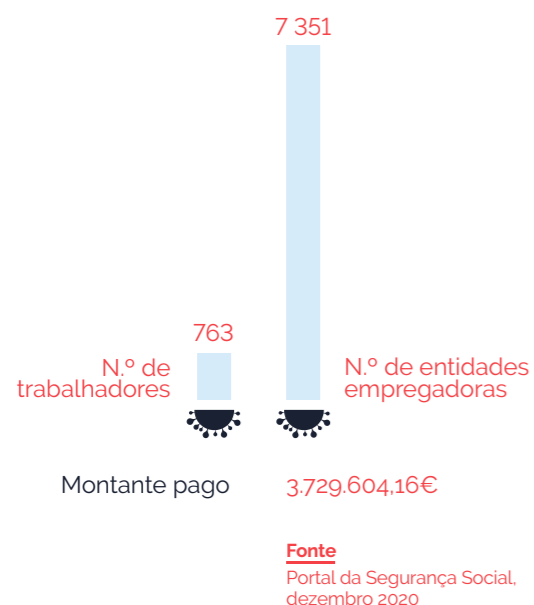 7 351
763
N.º de
trabalhadores
N.º de entidades
empregadoras
Montante pago
3.729.604,16€
Fonte
Portal da Segurança Social,
dezembro 2020